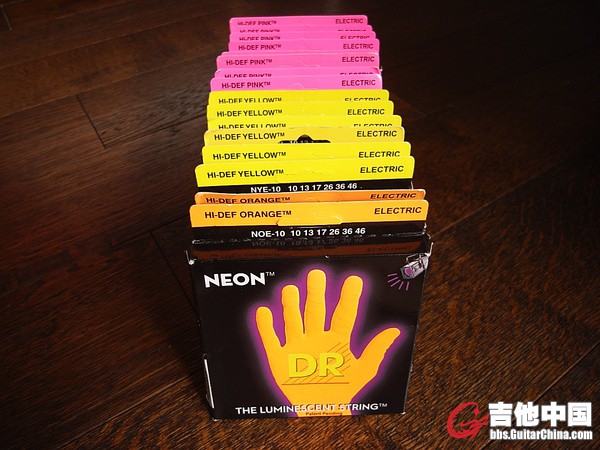 HI-DEF PINK™ ELECTRIC
HI-DEF PINK™ ELECTRIC
HI-DEF PINK™ ELECTRIC
HI-DEF PINK™ ELECTRIC
HI-DEF PINK™ ELECTRIC
HI-DEF PINK™ ELECTRIC
HI-DEF YELLOW™ ELECTRIC
HI-DEF YELLOW™ ELECTRIC
HI-DEF YELLOW™ ELECTRIC
HI-DEF YELLOW™ ELECTRIC
HI-DEF YELLOW™ ELECTRIC
HI-DEF YELLOW™ ELECTRIC
NYE-10 10 13 17 26 36 46
HI-DEF ORANGE™ ELECTRIC
HI-DEF ORANGE™ ELECTRIC
NOE-10 10 13 17 26 36 46
NEON™
DR
THE LUMINESCENT STRING™
Patent Pending
吉他中国
bbs.GuitarChina.com